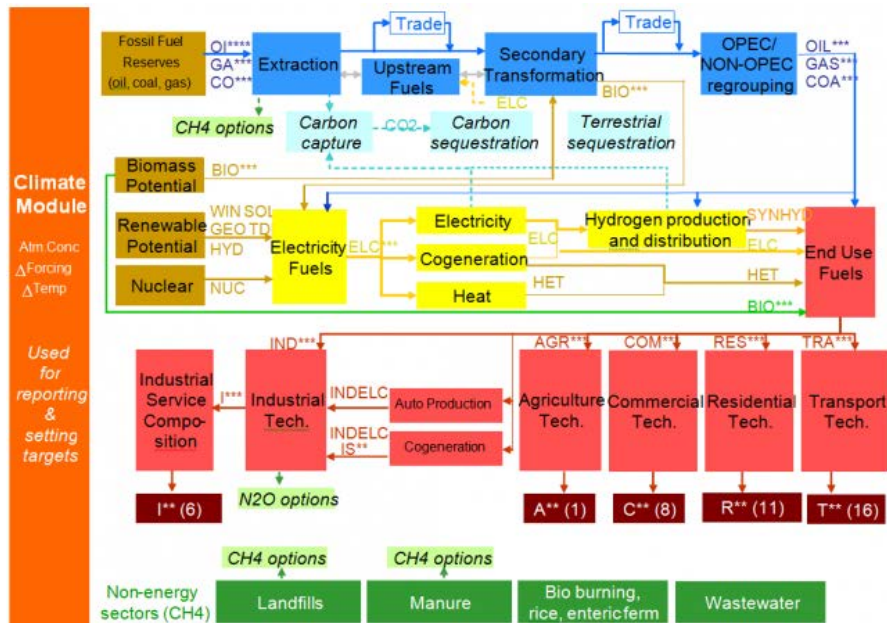 Trade
Trade
Fossil Fuel
Reserves
(oil, coal, gas)
OI****
GA**
CO***
Extraction
Upstream
Fuels
Secondary
Transformation
OPEC/
NON-OPEC
regrouping
OIL***
GAS***
COA***
ELC
BIO***
CH4 options
Carbon
capture
CO2
Carbon
sequestration
Terrestrial
sequestration
Climate
Module
Atm Conc
ΔForcing
ΔTemp
Used
for
reporting
&
setting
targets
Biomass
Potential
BIO***
Renewable
Potential
WIN SOL
GEO TD
HYD
Nuclear
NUC
Electricity
Fuels
ELC***
Electricity
Cogeneration
Heat
ELC
HET
Hydrogen production
and distribution
SYNHYD
ELC
HET
BIO***
End Use
Fuels
IND***
AGR***
COM**
RES***
TRA***
Industrial
Service
Compo-
sition
I***
Industrial
Tech.
INDELC
Auto Production
INDELC
IS**
Cogeneration
Agriculture
Tech.
Commercial
Tech.
Residential
Tech.
Transport
Tech.
I** (6)
N2O options
A** (1)
C** (8)
R** (11)
T** (16)
CH4 options
CH4 options
Non-energy
sectors (CH4)
Landfills
Manure
Bio burning,
rice, enteric ferm
Wastewater